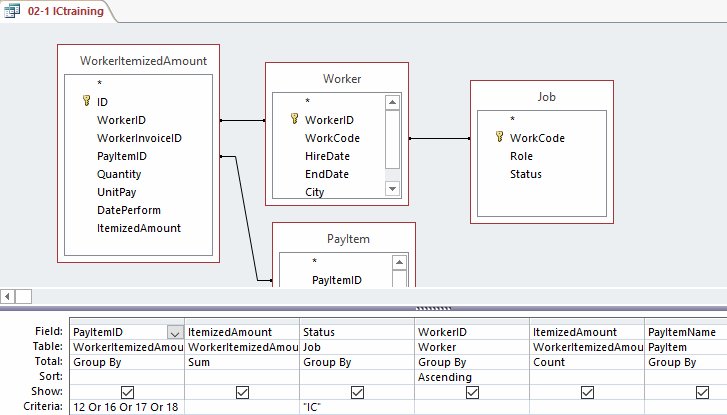 02-1 ICtraining
WorkerItemizedAmount
*
ID
WorkerID
WorkerInvoiceID
PayItemID
Quantity
UnitPay
DatePerform
ItemizedAmount
Worker
*
WorkerID
WorkCode
HireDate
EndDate
City
Job
*
WorkCode
Role
Status
PayItem
*
PayItemID
Field: PayItemID ItemizedAmount Status WorkerID ItemizedAmount PayItemName
Table: WorkerItemizedAmou WorkerItemizedAmou Job Worker WorkerItemizedAmou PayItem
Total: Group By Sum Group By Group By Count Group By
Sort: Ascending
Show:
Criteria: 12 Or 16 Or 17 Or 18 "IC"